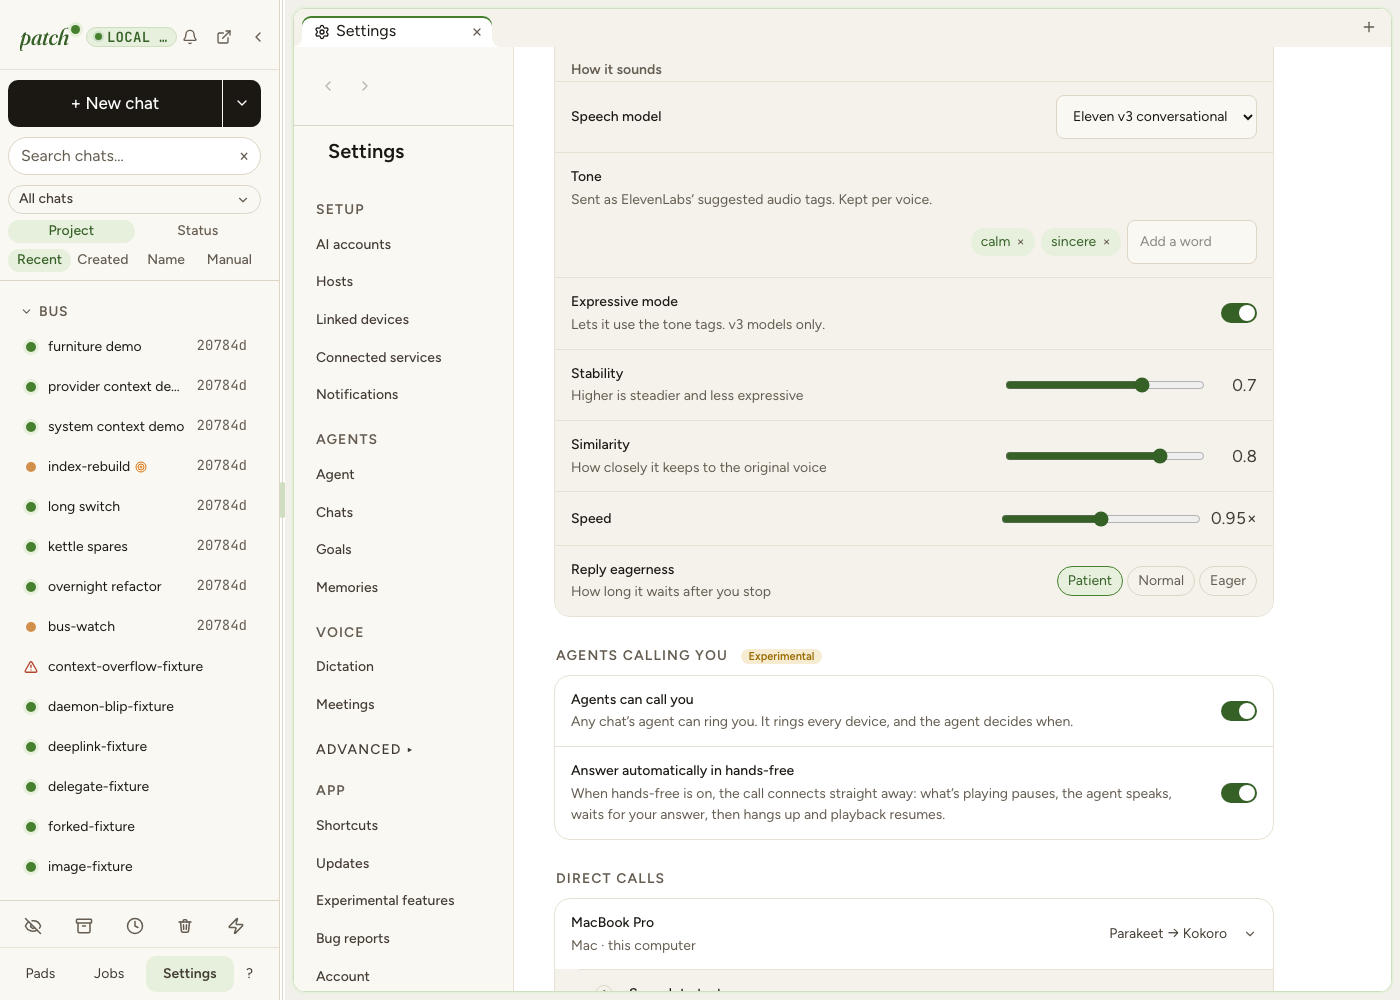 patch
LOCAL …
+ New chat
Search chats...
All chats
Project
Status
Recent
Created
Name
Manual
BUS
furniture demo 20784d
provider context de... 20784d
system context demo 20784d
index-rebuild 20784d
long switch 20784d
kettle spares 20784d
overnight refactor 20784d
bus-watch 20784d
context-overflow-fixture
daemon-blip-fixture
deeplink-fixture
delegate-fixture
forked-fixture
image-fixture
Pads
Jobs
Settings
?
Settings
Settings
SETUP
AI accounts
Hosts
Linked devices
Connected services
Notifications
AGENTS
Agent
Chats
Goals
Memories
VOICE
Dictation
Meetings
ADVANCED
APP
Shortcuts
Updates
Experimental features
Bug reports
Account
How it sounds
Speech model
Eleven v3 conversational
Tone
Sent as ElevenLabs’ suggested audio tags. Kept per voice.
calm ×
sincere ×
Add a word
Expressive mode
Lets it use the tone tags. v3 models only.
Stability
Higher is steadier and less expressive
0.7
Similarity
How closely it keeps to the original voice
0.8
Speed
0.95×
Reply eagerness
How long it waits after you stop
Patient
Normal
Eager
AGENTS CALLING YOU
Experimental
Agents can call you
Any chat’s agent can ring you. It rings every device, and the agent decides when.
Answer automatically in hands-free
When hands-free is on, the call connects straight away: what’s playing pauses, the agent speaks,
waits for your answer, then hangs up and playback resumes.
DIRECT CALLS
MacBook Pro
Mac · this computer
Parakeet → Kokoro